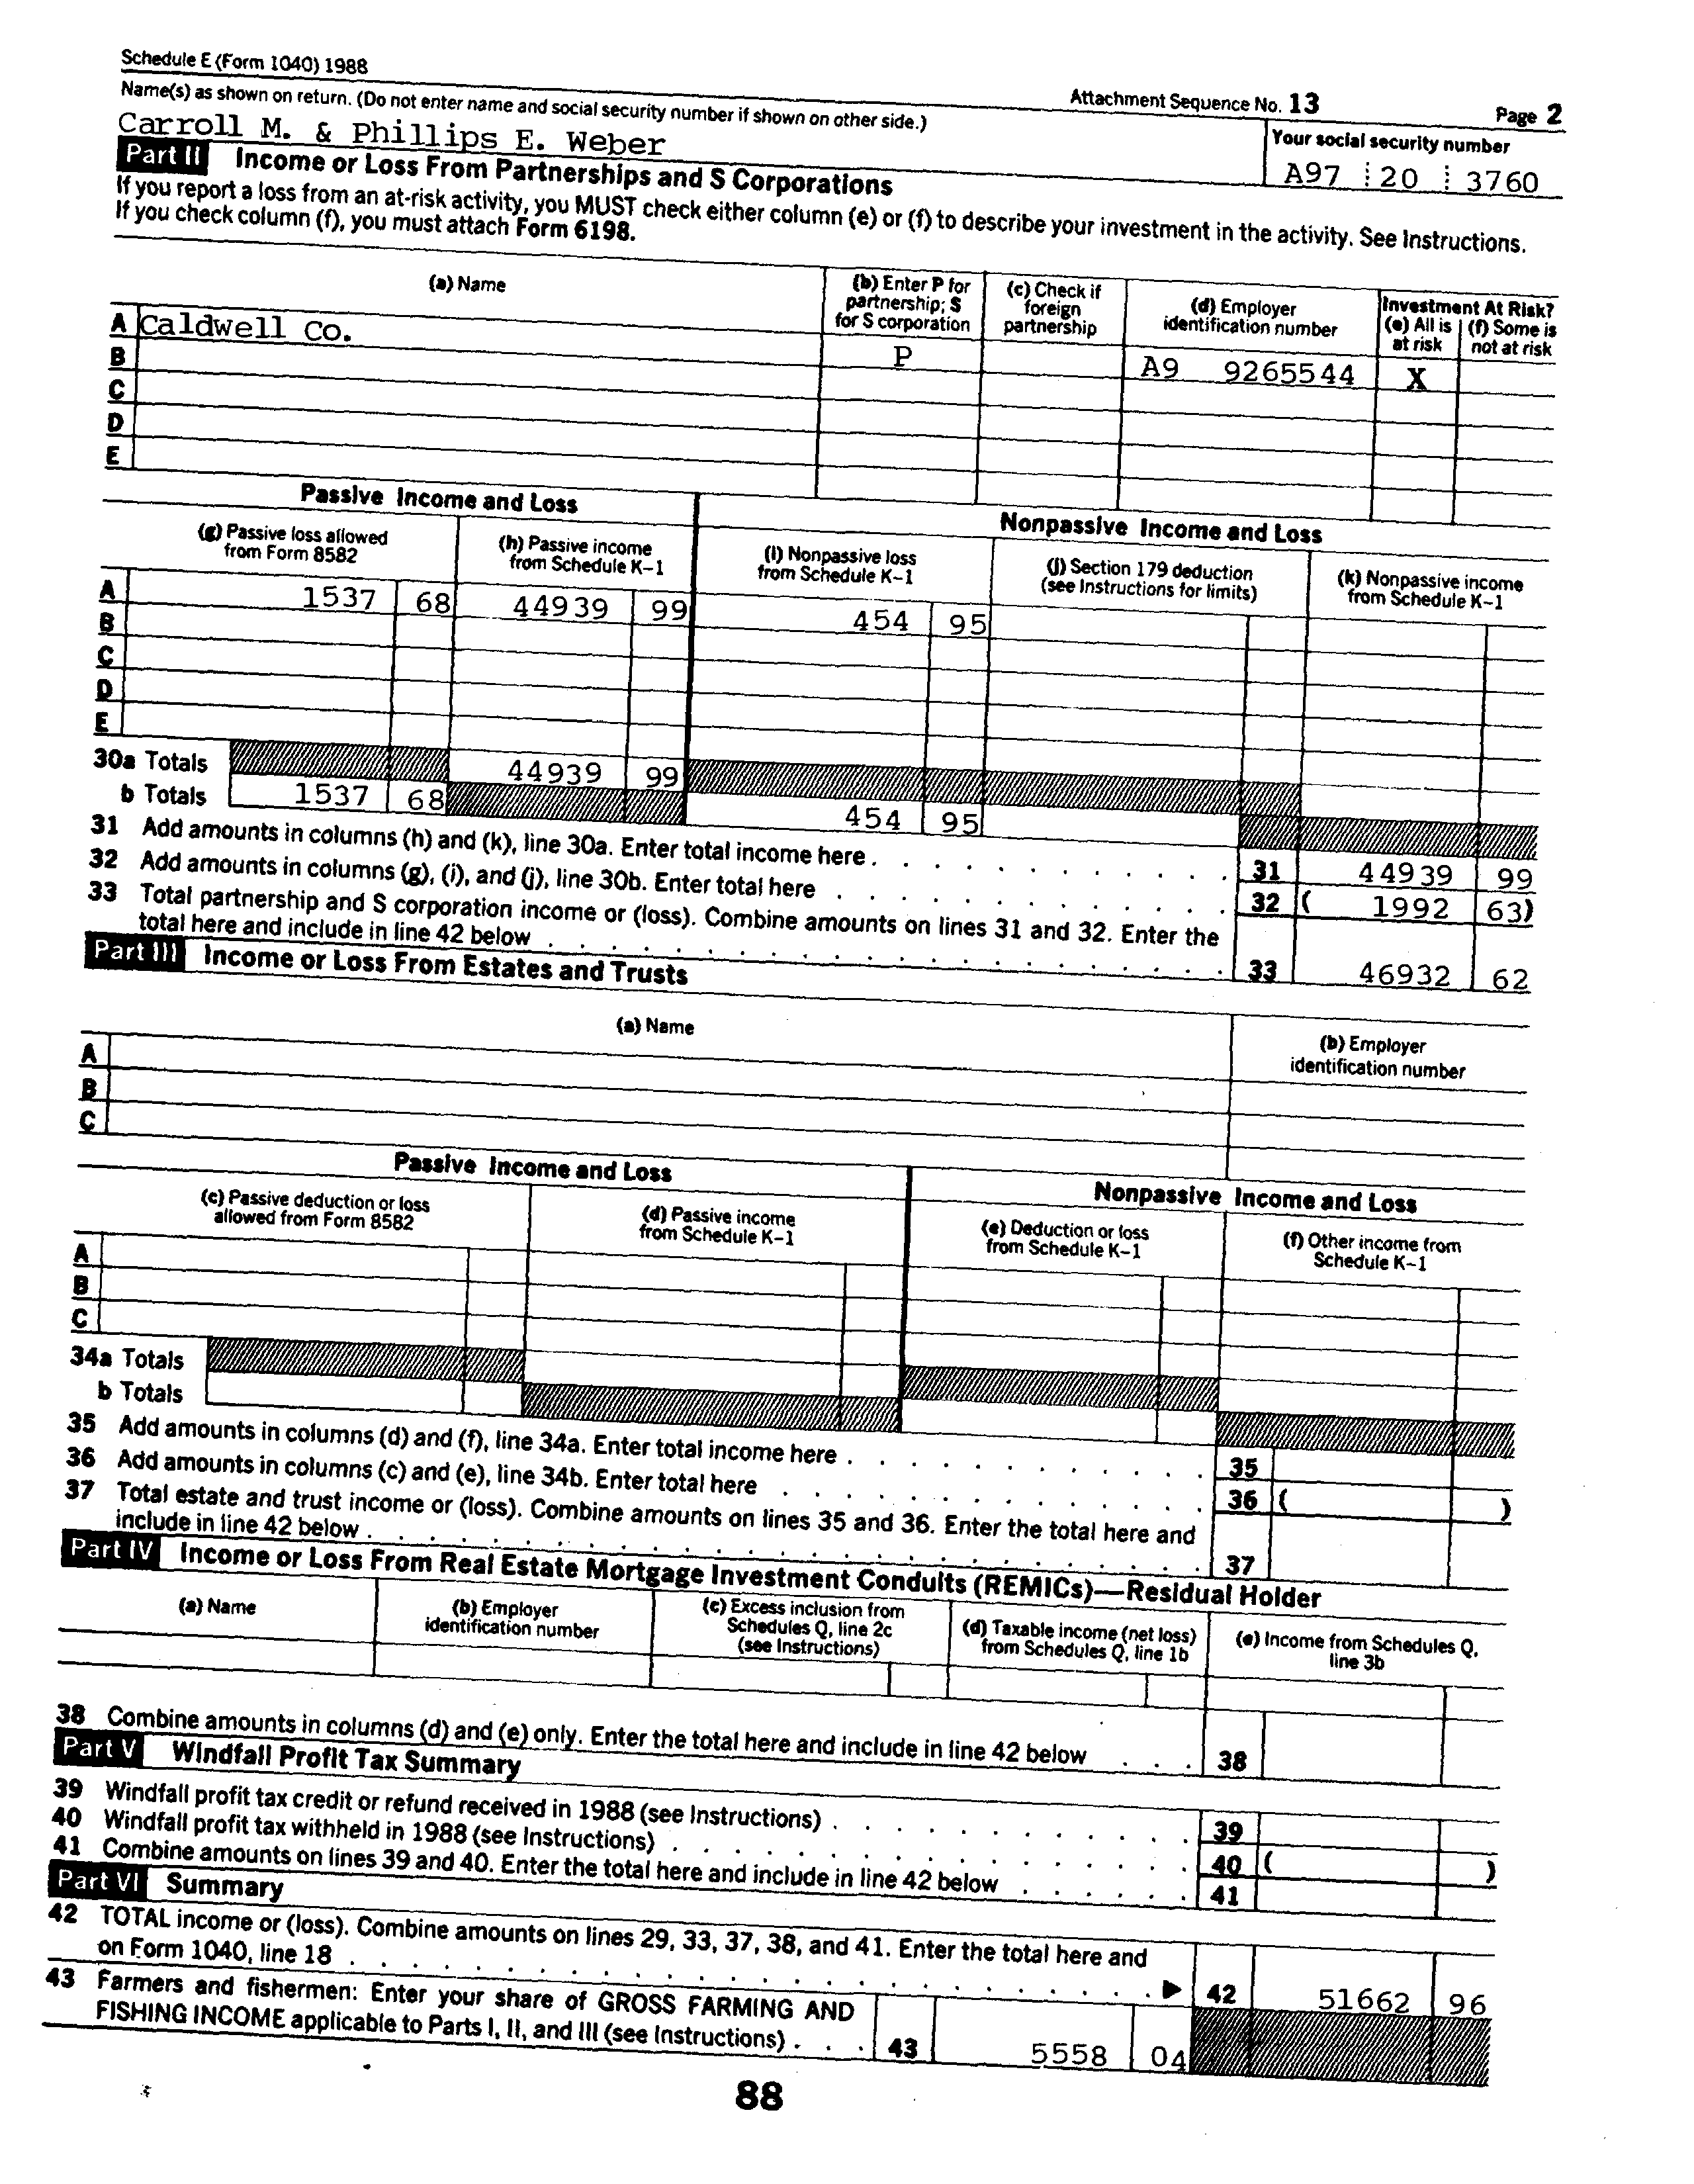 Schedule E (Form 1040) 1988
Attachment Sequence No. 13
Page 2
Name(s) as shown on return. (Do not enter name and social security number if shown on other side.)
Your social security number
Carroll M. & Phillips E. Weber
A97 20 3760
Part II Income or Loss From Partnerships and S Corporations
If you report a loss from an at-risk activity, you MUST check either column (e) or (f) to describe your investment in the activity. See Instructions.
If you check column (f), you must attach Form 6198.
(a) Name
(b) Enter P for partnership; S for S corporation
(c) Check if foreign partnership
(d) Employer identification number
Investment At Risk?
(e) All is at risk
(f) Some is not at risk
A Caldwell Co. P A9 9265544 X
B
C
D
E
Passive Income and Loss
Nonpassive Income and Loss
(g) Passive loss allowed from Form 8582
(h) Passive income from Schedule K-1
(i) Nonpassive loss from Schedule K-1
(j) Section 179 deduction (see Instructions for limits)
(k) Nonpassive income from Schedule K-1
A 1537 68 44939 99 454 95
B
C
D
E
30a Totals 44939 99
b Totals 1537 68 454 95
31 Add amounts in columns (h) and (k), line 30a. Enter total income here . . . . . . . . . . . . 31 44939 99
32 Add amounts in columns (g), (i), and (j), line 30b. Enter total here . . . . . . . . . . . . . 32 ( 1992 63)
33 Total partnership and S corporation income or (loss). Combine amounts on lines 31 and 32. Enter the
total here and include in line 42 below . . . . . . . . . . . . . . . . . . . . . . 33 46932 62
Part III Income or Loss From Estates and Trusts
(a) Name
(b) Employer identification number
A
B
C
Passive Income and Loss
Nonpassive Income and Loss
(c) Passive deduction or loss allowed from Form 8582
(d) Passive income from Schedule K-1
(e) Deduction or loss from Schedule K-1
(f) Other income from Schedule K-1
A
B
C
34a Totals
b Totals
35 Add amounts in columns (d) and (f), line 34a. Enter total income here . . . . . . . . . . . . 35
36 Add amounts in columns (c) and (e), line 34b. Enter total here . . . . . . . . . . . . . . 36 ( )
37 Total estate and trust income or (loss). Combine amounts on lines 35 and 36. Enter the total here and
include in line 42 below . . . . . . . . . . . . . . . . . . . . . . . . . . . 37
Part IV Income or Loss From Real Estate Mortgage Investment Conduits (REMICs)—Residual Holder
(a) Name
(b) Employer identification number
(c) Excess inclusion from Schedules Q, line 2c (see Instructions)
(d) Taxable income (net loss) from Schedules Q, line 1b
(e) Income from Schedules Q, line 3b
38 Combine amounts in columns (d) and (e) only. Enter the total here and include in line 42 below . . . 38
Part V Windfall Profit Tax Summary
39 Windfall profit tax credit or refund received in 1988 (see Instructions) . . . . . . . . . . . . 39
40 Windfall profit tax withheld in 1988 (see Instructions) . . . . . . . . . . . . . . . . . 40 ( )
41 Combine amounts on lines 39 and 40. Enter the total here and include in line 42 below . . . . . . 41
Part VI Summary
42 TOTAL income or (loss). Combine amounts on lines 29, 33, 37, 38, and 41. Enter the total here and
on Form 1040, line 18 . . . . . . . . . . . . . . . . . . . . . . . . . . ▶ 42 51662 96
43 Farmers and fishermen: Enter your share of GROSS FARMING AND
FISHING INCOME applicable to Parts I, II, and III (see Instructions) . . . 43 5558 04
88